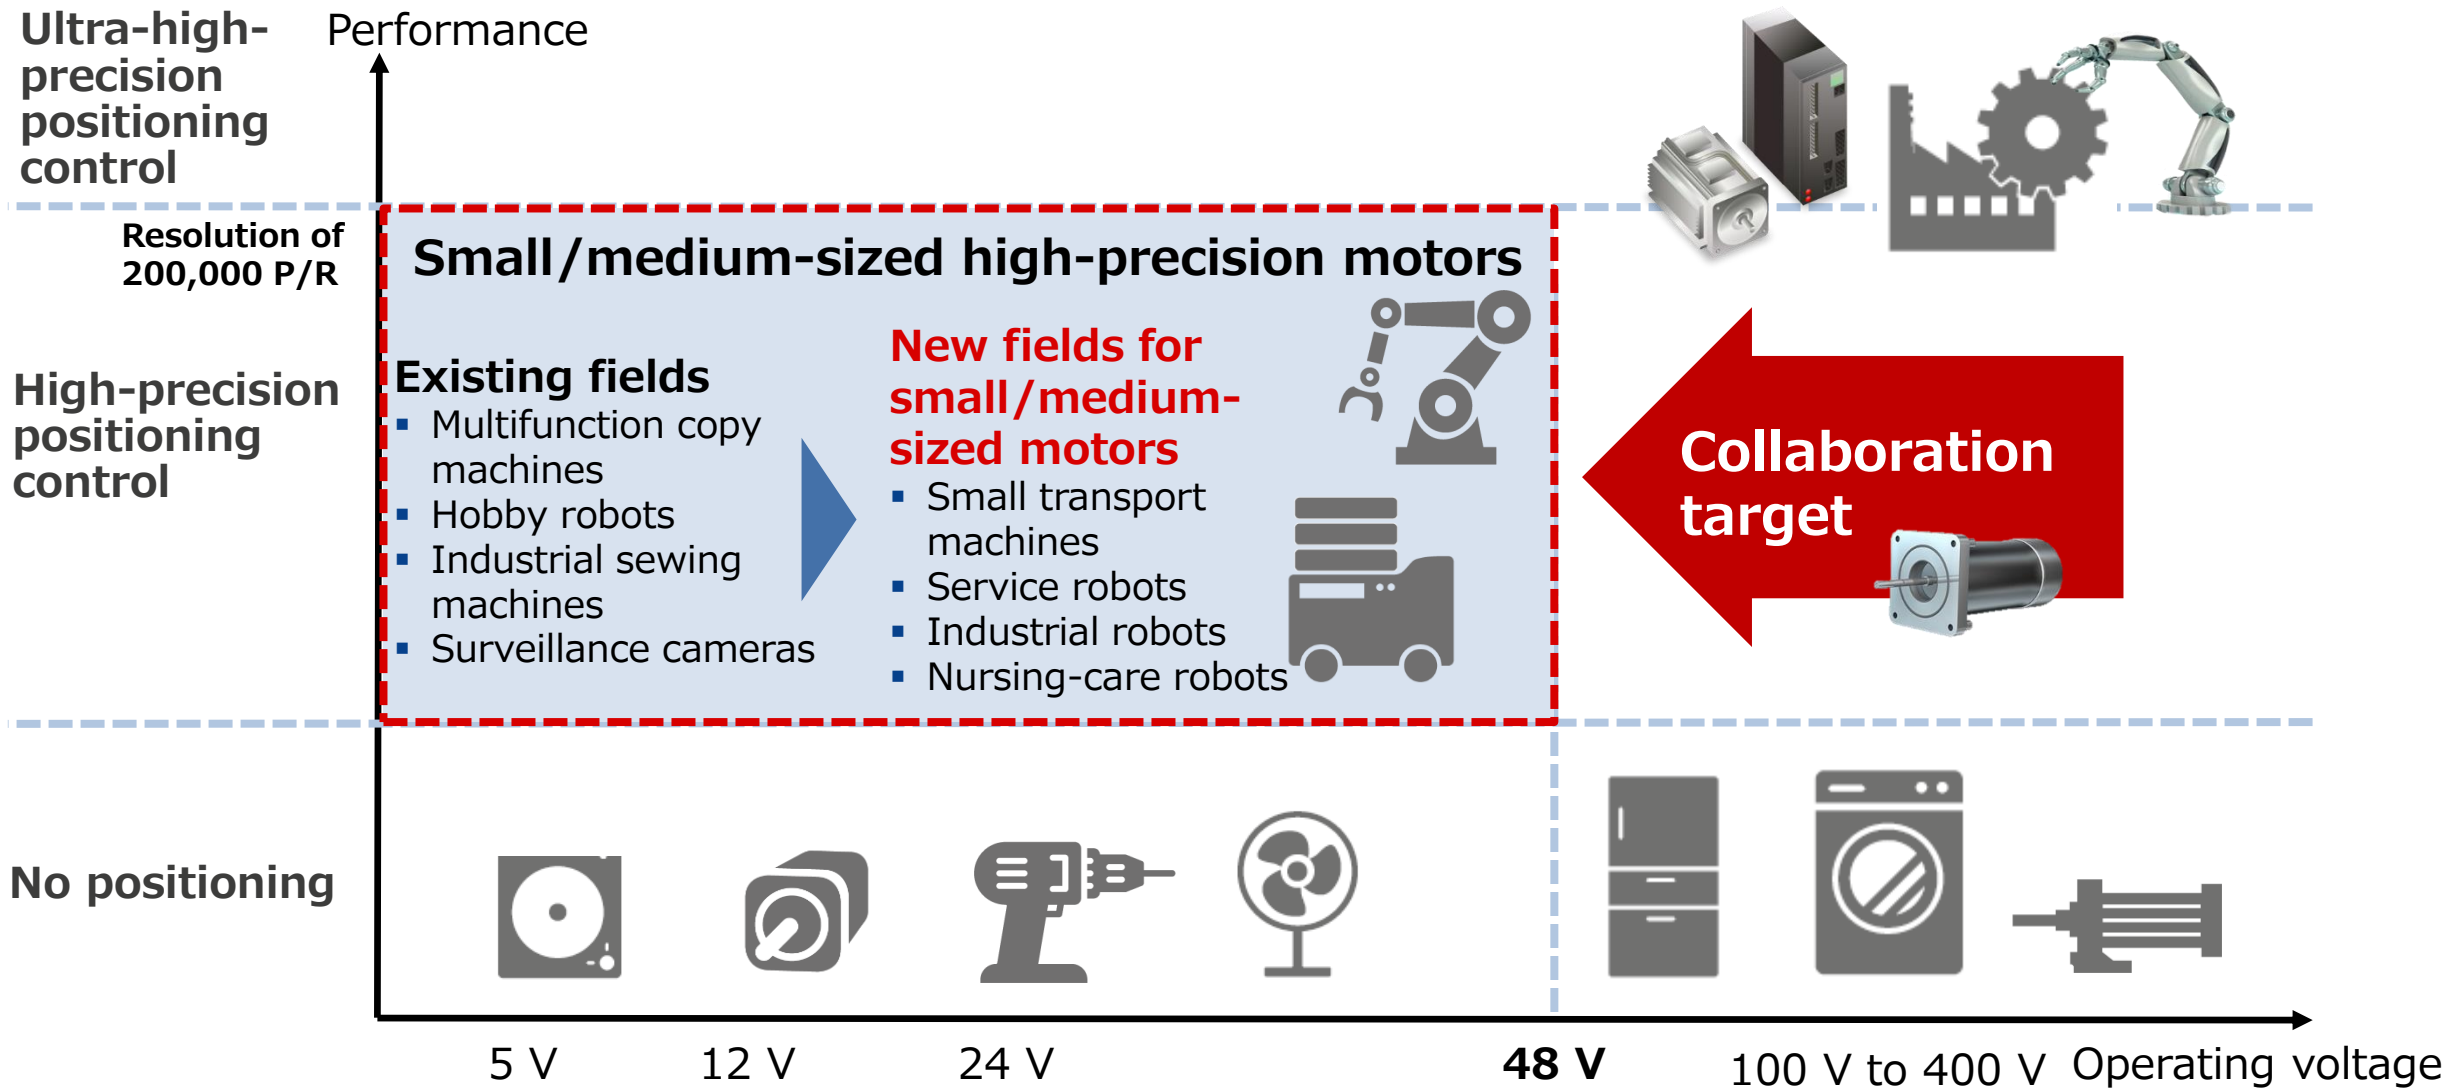 Ultra-high-
precision
positioning
control
Performance
Resolution of
200,000 P/R
Small/medium-sized high-precision motors
High-precision
positioning
control
Existing fields
▪ Multifunction copy
machines
▪ Hobby robots
▪ Industrial sewing
machines
▪ Surveillance cameras
New fields for
small/medium-
sized motors
▪ Small transport
machines
▪ Service robots
▪ Industrial robots
▪ Nursing-care robots
Collaboration
target
No positioning
5 V
12 V
24 V
48 V
100 V to 400 V
Operating voltage